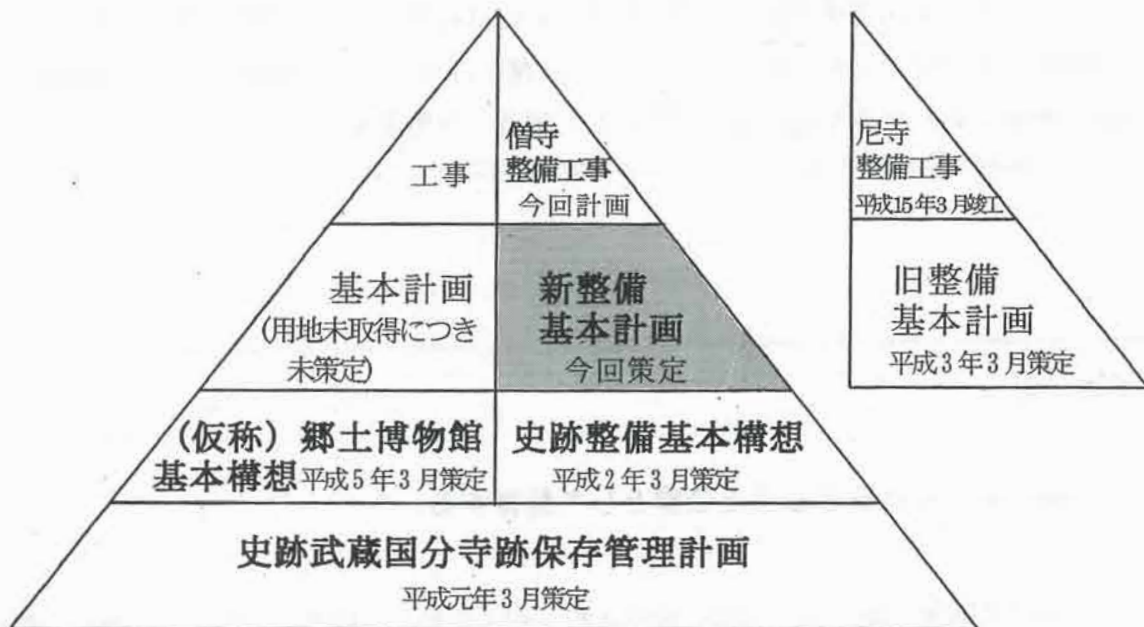 工事
僧寺
整備工事
今回計画
基本計画
(用地未取得につき
未策定)
新整備
基本計画
今回策定
(仮称)郷土博物館
基本構想 平成5年3月策定
史跡整備基本構想
平成2年3月策定
史跡武蔵国分寺跡保存管理計画
平成元年3月策定
尼寺
整備工事
平成15年3月竣工
旧整備
基本計画
平成3年3月策定